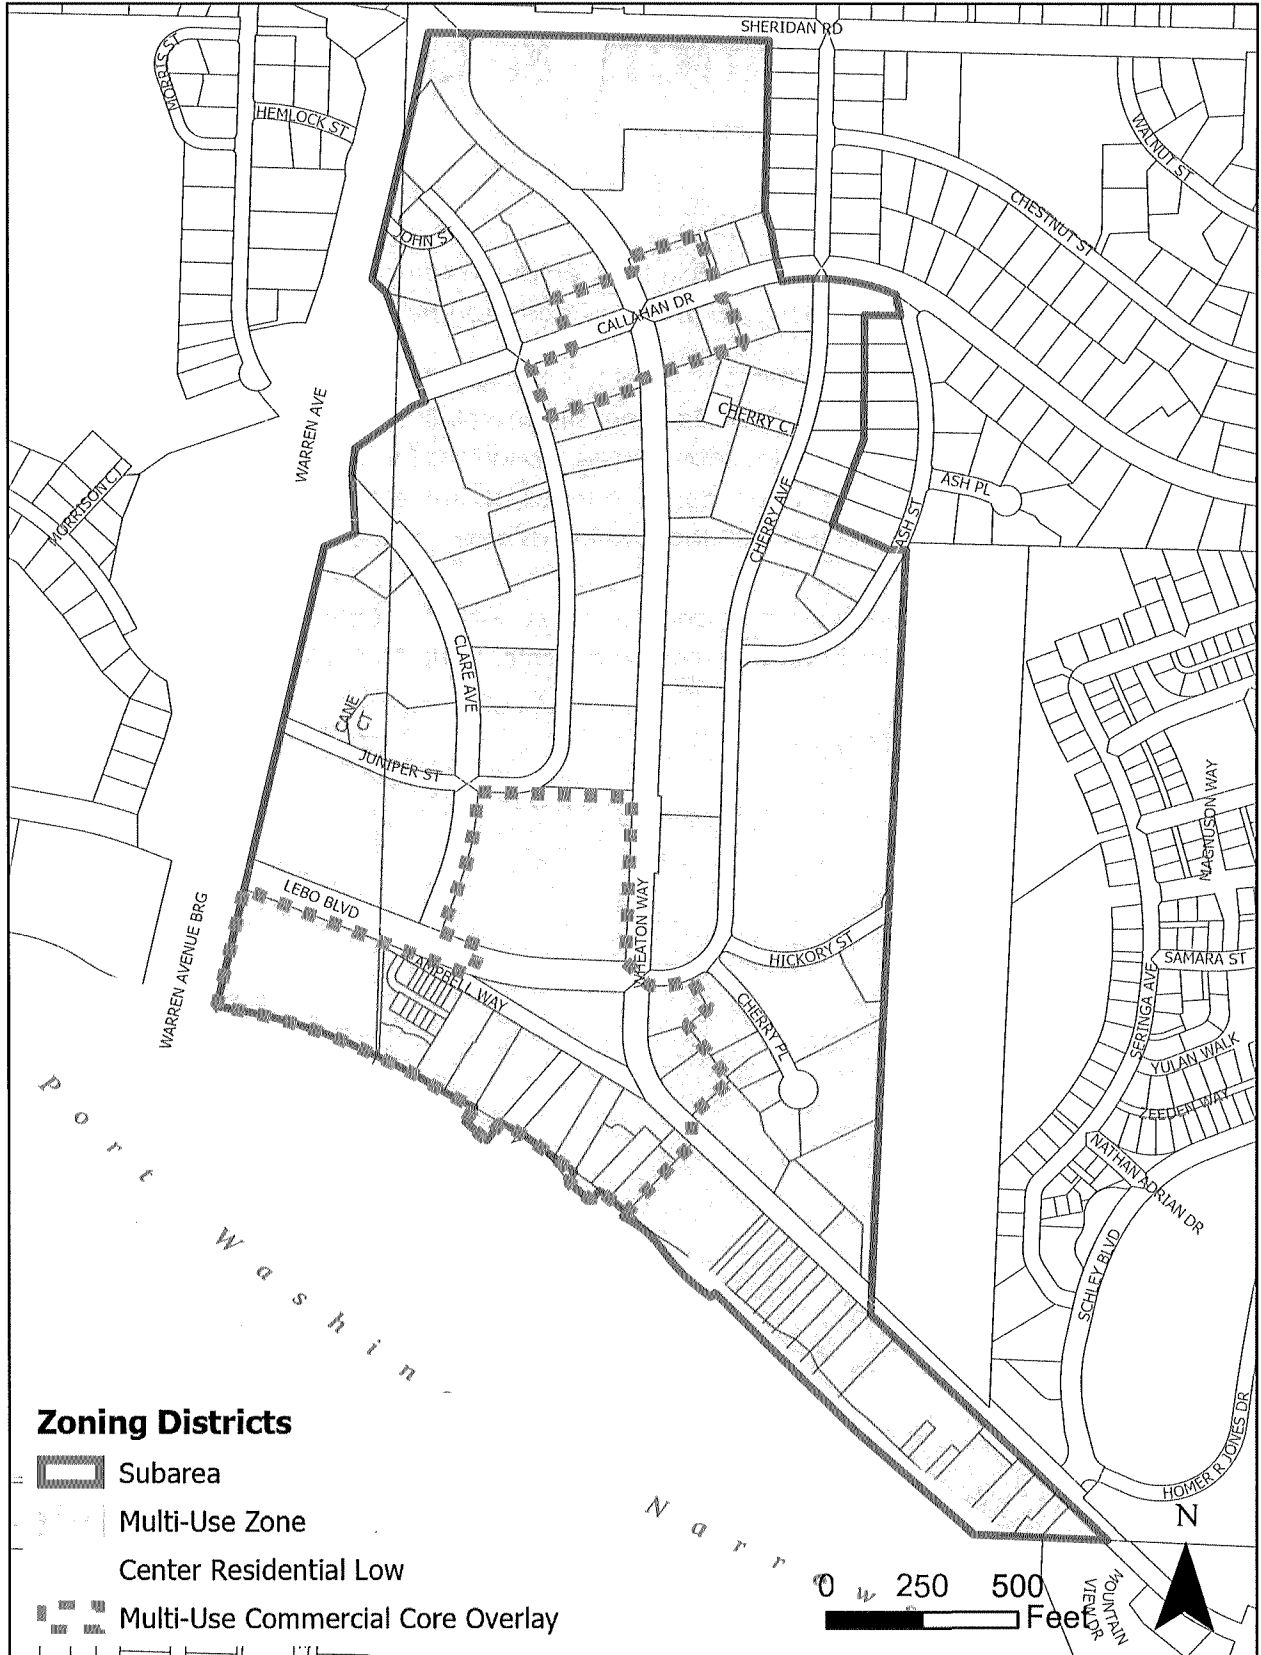 SHERIDAN RD
MORRIS ST
HEMLOCK ST
WALNUT ST
CHESTNUT ST
JOHN ST
CALLAHAN DR
WARREN AVE
CHERRY CT
MORRISON CT
CHERRY AVE
ASH PL
ASH ST
CLARE AVE
CANE
CT
JUNIPER ST
MAGNUSON WAY
LEBO BLVD
WARREN AVENUE BRG
WHEATON WAY
CAMPBELL WAY
HICKORY ST
CHERRY PL
SAMARA ST
SERINGA AVE
YULAN WALK
ZEEDEN WAY
NATHAN ADRIAN DR
SCHLEY BLVD
HOMER R JONES DR
Port
Washin
Narrow
Zoning Districts
Subarea
Multi-Use Zone
Center Residential Low
Multi-Use Commercial Core Overlay
N
0 250 500
Feet
MOUNTAIN
VIEW DR